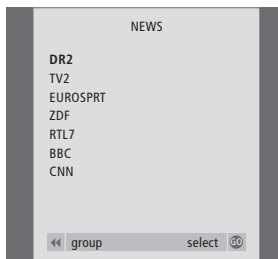 NEWS
DR2
TV2
EUROSPRT
ZDF
RTL7
BBC
CNN
group select GO